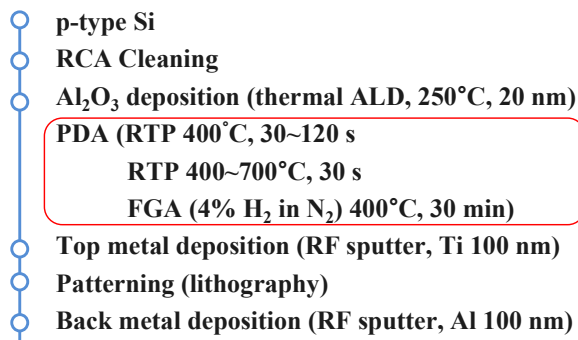 p-type Si
RCA Cleaning
Al₂O₃ deposition (thermal ALD, 250°C, 20 nm)
PDA (RTP 400°C, 30~120 s
RTP 400~700°C, 30 s
FGA (4% H₂ in N₂) 400°C, 30 min)
Top metal deposition (RF sputter, Ti 100 nm)
Patterning (lithography)
Back metal deposition (RF sputter, Al 100 nm)